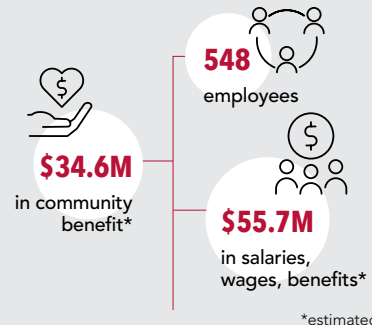 548
employees
$34.6M
in community
benefit*
$55.7M
in salaries,
wages, benefits*
*estimated